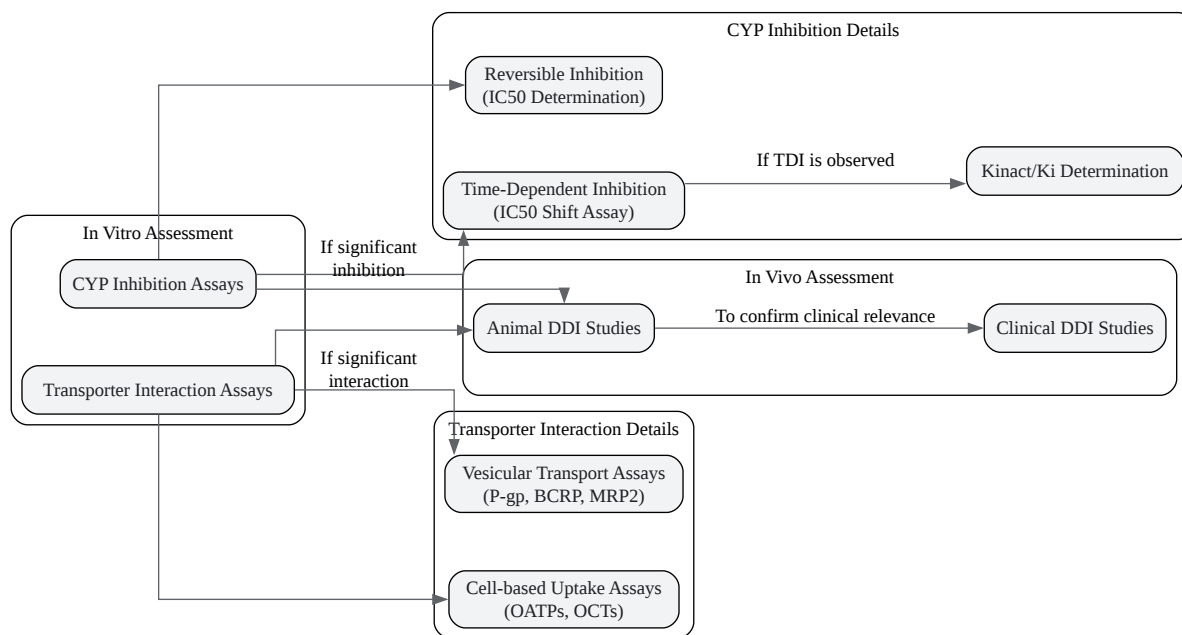 CYP Inhibition Details
Reversible Inhibition
(IC50 Determination)
If TDI is observed
Kinact/Ki Determination
Time-Dependent Inhibition
(IC50 Shift Assay)
In Vitro Assessment
If significant
inhibition
CYP Inhibition Assays
In Vivo Assessment
Animal DDI Studies
To confirm clinical relevance
Clinical DDI Studies
If significant
interaction
Transporter Interaction Assays
Transporter Interaction Details
Vesicular Transport Assays
(P-gp, BCRP, MRP2)
Cell-based Uptake Assays
(OATPs, OCTs)